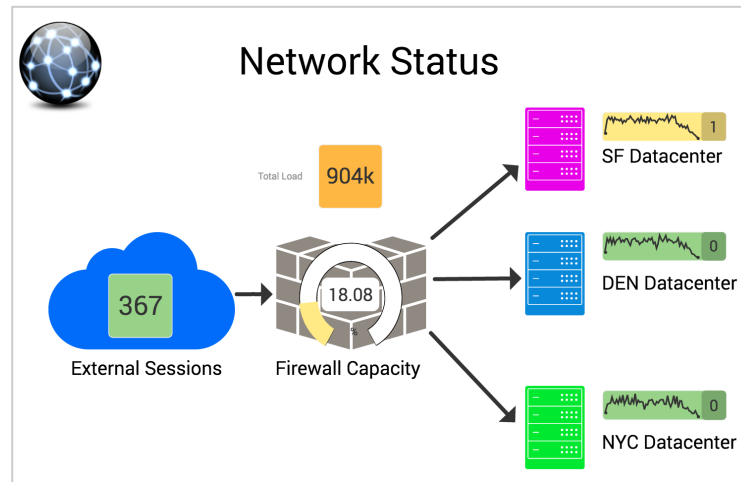 Network Status
Total Load
904k
1
SF Datacenter
367
18.08
%
0
DEN Datacenter
External Sessions
Firewall Capacity
0
NYC Datacenter